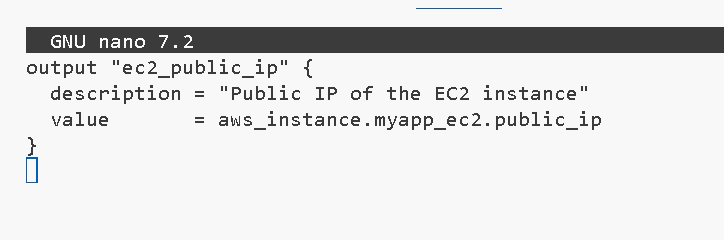 GNU nano 7.2
output "ec2_public_ip" {
  description = "Public IP of the EC2 instance"
  value       = aws_instance.myapp_ec2.public_ip
}